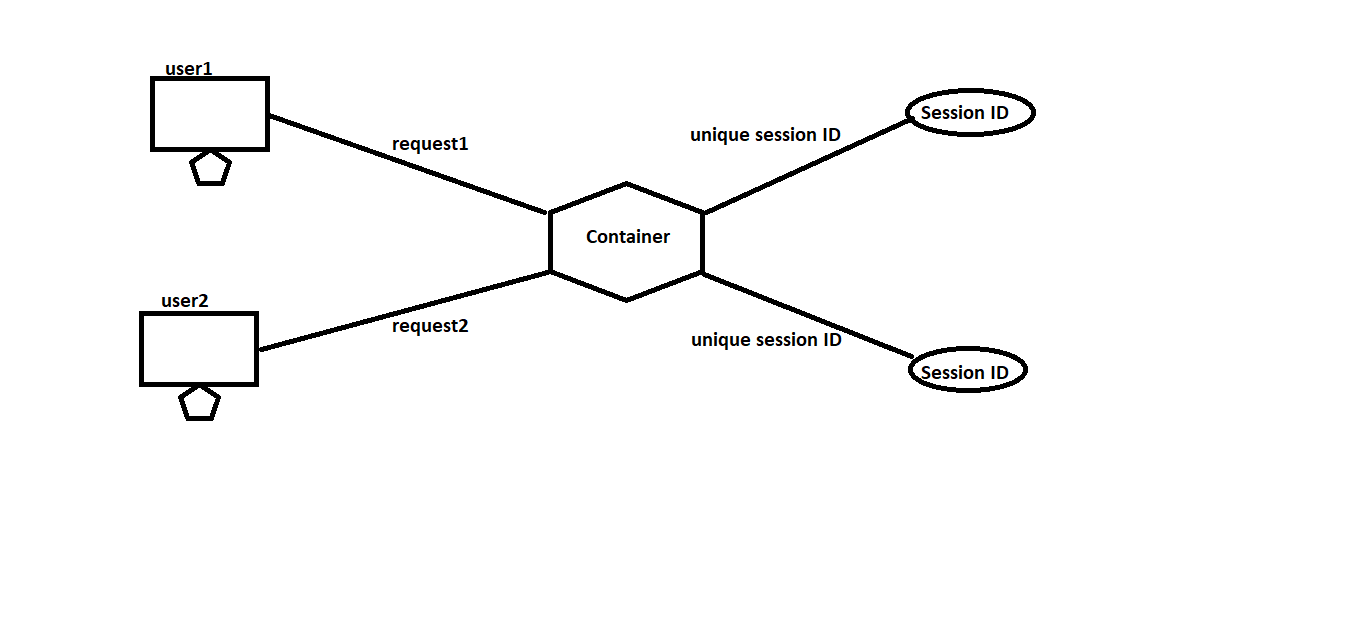 user1
request1
unique session ID
Session ID
Container
user2
request2
unique session ID
Session ID